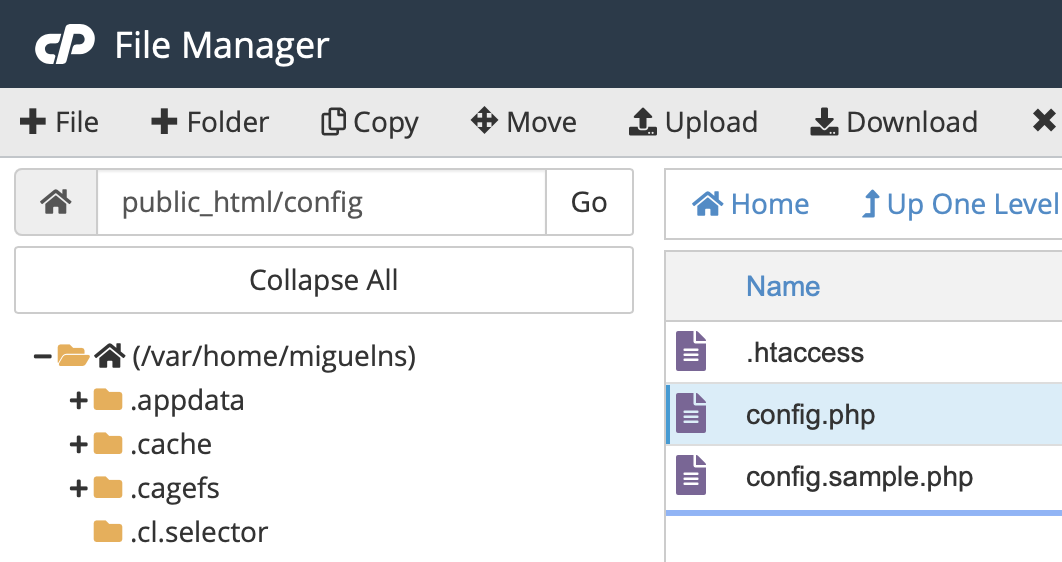 cP File Manager
File Folder Copy Move Upload Download
public_html/config Go
Collapse All
(/var/home/miguelns)
.appdata
.cache
.cagefs
.cl.selector
Home Up One Level
Name
.htaccess
config.php
config.sample.php